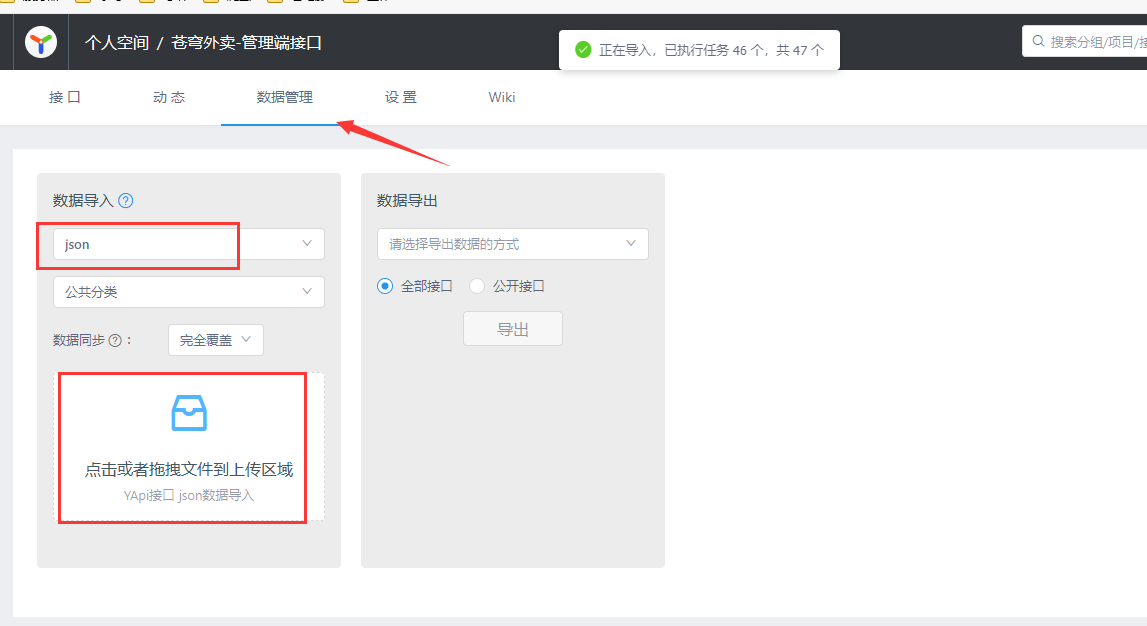 个人空间 / 苍穹外卖-管理端接口
正在导入，已执行任务 46 个，共 47 个
搜索分组/项目/接
接 口
动 态
数据管理
设 置
Wiki
数据导入
json
公共分类
数据同步 ：
完全覆盖
点击或者拖拽文件到上传区域
YApi接口 json数据导入
数据导出
请选择导出数据的方式
全部接口 公开接口
导出